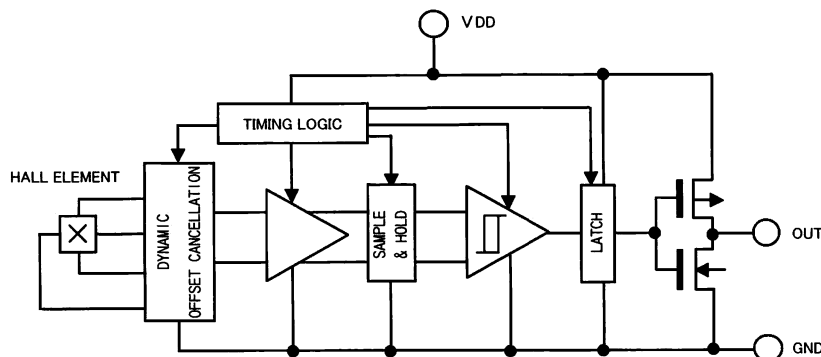 VDD
TIMING LOGIC
HALL ELEMENT
DYNAMIC
OFFSET CANCELLATION
SAMPLE
& HOLD
LATCH
OUT
GND